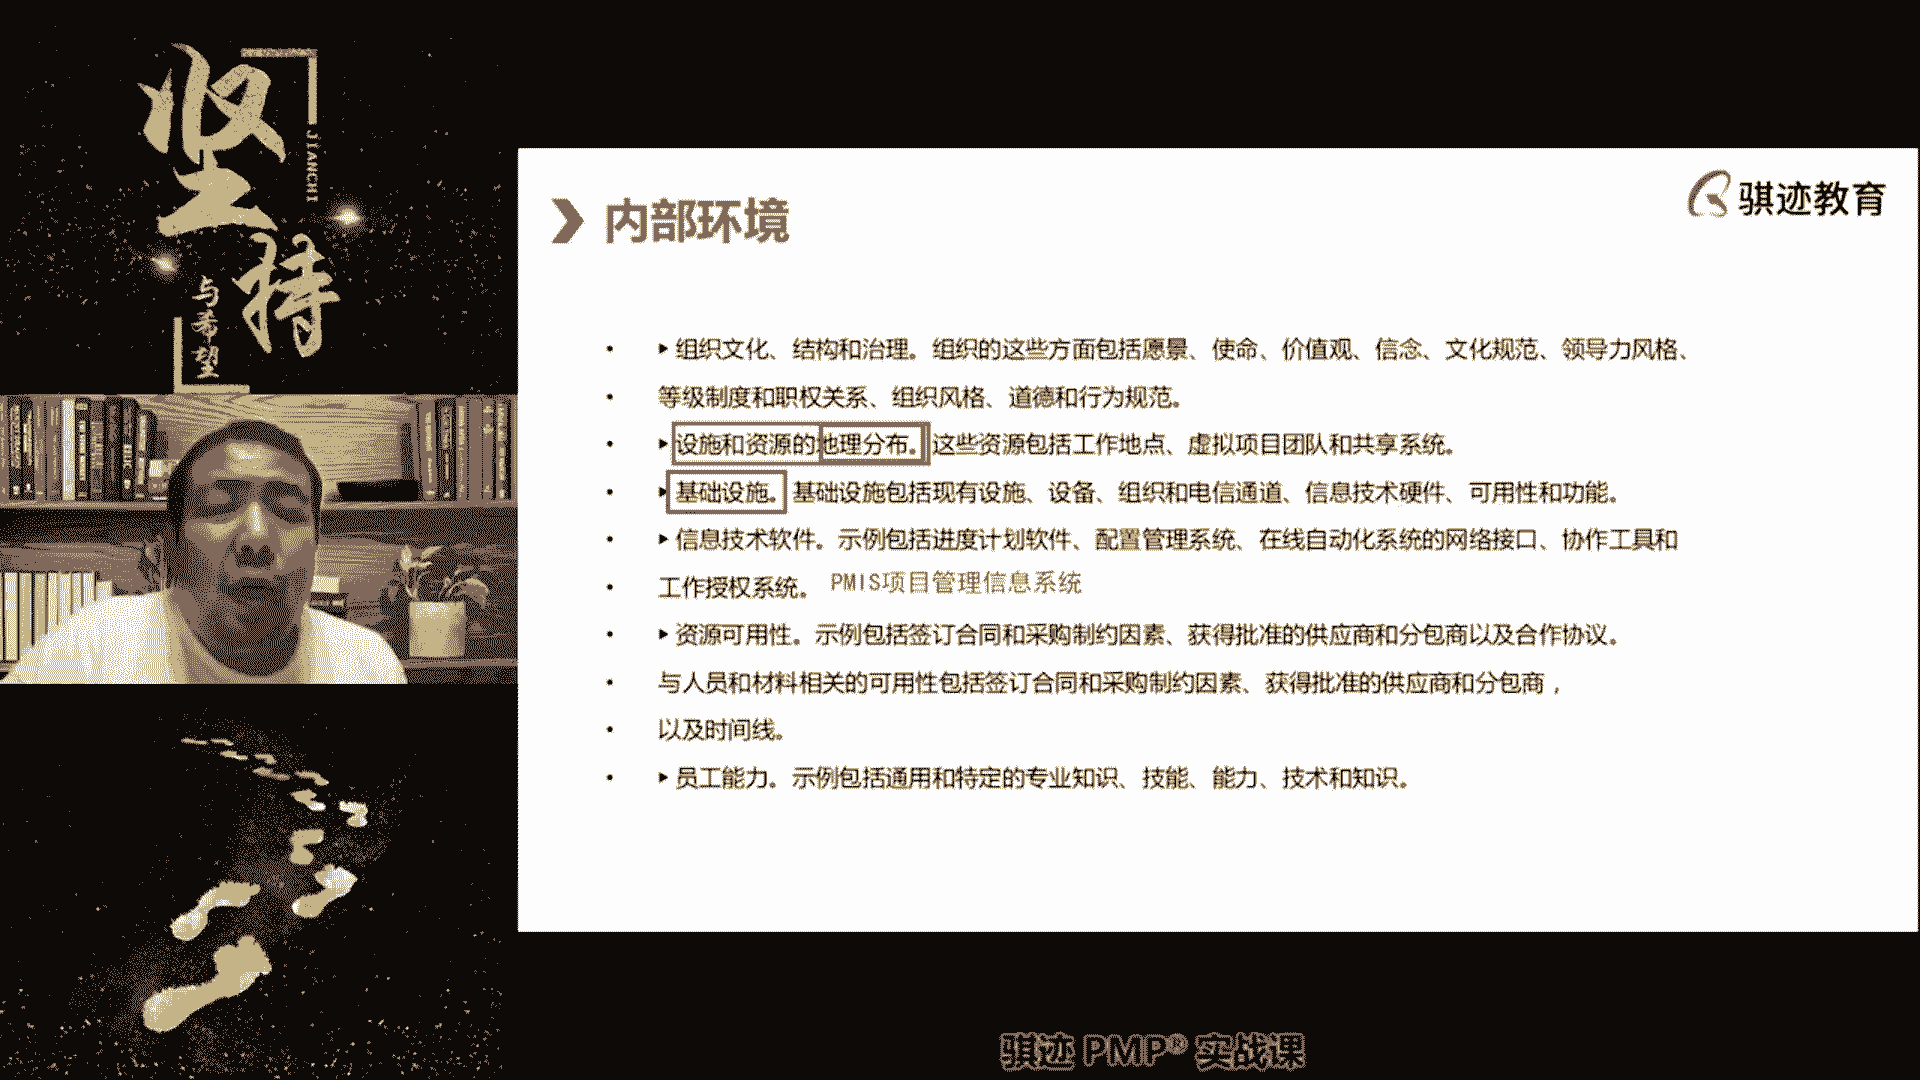 坚持
JIANCHI
与希望
内部环境
骐迹教育
• ▸组织文化、结构和治理。组织的这些方面包括愿景、使命、价值观、信念、文化规范、领导力风格、
• 等级制度和职权关系、组织风格、道德和行为规范。
• ▸设施和资源的地理分布。这些资源包括工作地点、虚拟项目团队和共享系统。
• ▸基础设施。基础设施包括现有设施、设备、组织和电信通道、信息技术硬件、可用性和功能。
• ▸信息技术软件。示例包括进度计划软件、配置管理系统、在线自动化系统的网络接口、协作工具和
• 工作授权系统。 PMIS项目管理信息系统
• ▸资源可用性。示例包括签订合同和采购制约因素、获得批准的供应商和分包商以及合作协议。
• 与人员和材料相关的可用性包括签订合同和采购制约因素、获得批准的供应商和分包商，
• 以及时间线。
• ▸员工能力。示例包括通用和特定的专业知识、技能、能力、技术和知识。
骐迹 PMP® 实战课